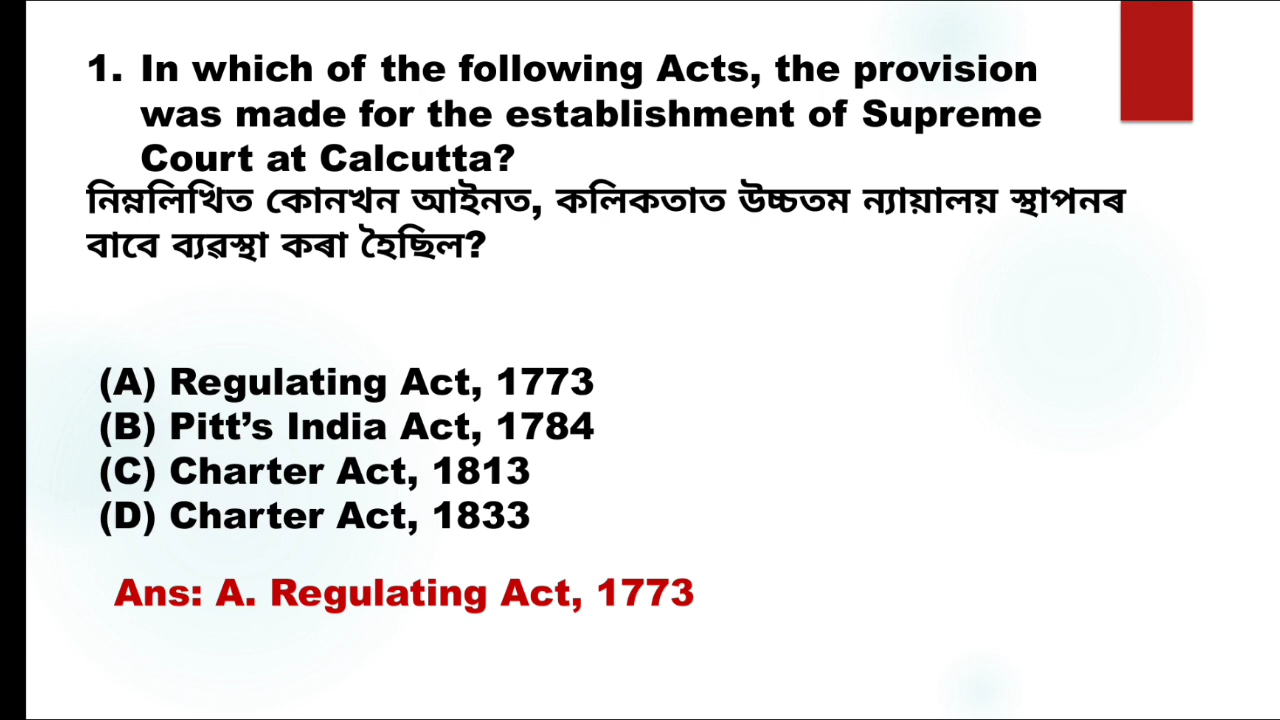 1. In which of the following Acts, the provision
was made for the establishment of Supreme
Court at Calcutta?
নিম্নলিখিত কোনখন আইনত, কলিকতাত উচ্চতম ন্যায়ালয় স্থাপনৰ
বাবে ব্যৱস্থা কৰা হৈছিল?
(A) Regulating Act, 1773
(B) Pitt’s India Act, 1784
(C) Charter Act, 1813
(D) Charter Act, 1833
Ans: A. Regulating Act, 1773